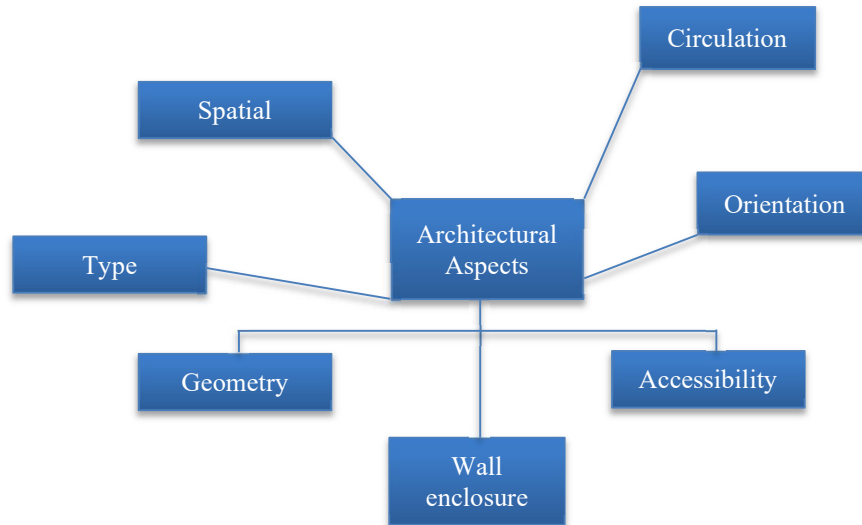 Circulation
Spatial
Orientation
Architectural
Aspects
Type
Geometry
Accessibility
Wall
enclosure